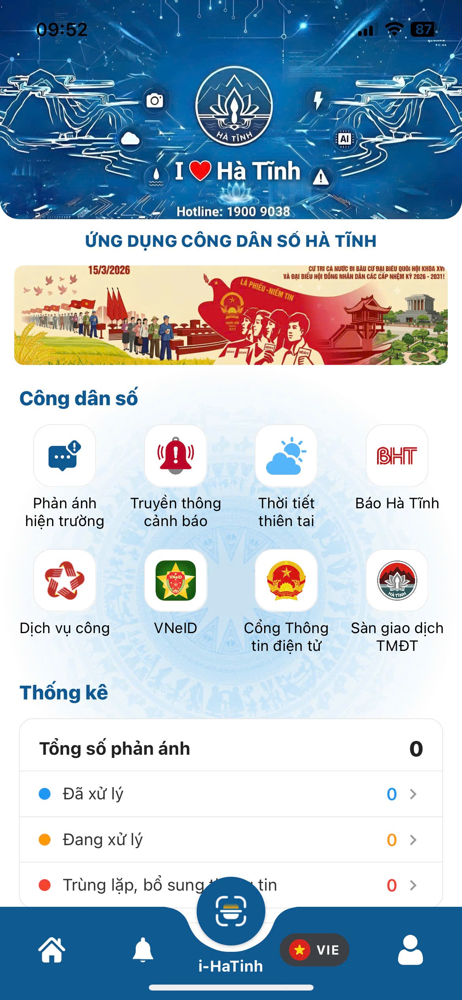 09:52
87
HÀ TĨNH
AI
I ❤ Hà Tĩnh
Hotline: 1900 9038
ỨNG DỤNG CÔNG DÂN SỐ HÀ TĨNH
15/3/2026
CỬ TRI CẢ NƯỚC ĐI BẦU CỬ ĐẠI BIỂU QUỐC HỘI KHÓA XVI
VÀ ĐẠI BIỂU HỘI ĐỒNG NHÂN DÂN CÁC CẤP NHIỆM KỲ 2026 - 2031!
LÁ PHIẾU - NIỀM TIN
QUỐC HỘI
KHÓA
XVI
Công dân số
BHT
Phản ánh
hiện trường
Truyền thông
cảnh báo
Thời tiết
thiên tai
Báo Hà Tĩnh
VNeID
VIỆT NAM
HÀ TĨNH
Dịch vụ công
VNeID
Cổng Thông
tin điện tử
Sàn giao dịch
TMĐT
Thống kê
Tổng số phản ánh 0
Đã xử lý 0
Đang xử lý 0
Trùng lặp, bổ sung tin 0
i-HaTinh
VIE